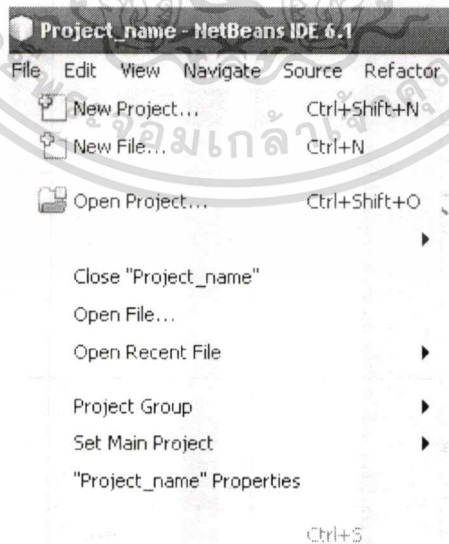 Project_name - NetBeans IDE 6.1
File Edit View Navigate Source Refactor
New Project... Ctrl+Shift+N
New File... Ctrl+N
Open Project... Ctrl+Shift+O
Close "Project_name"
Open File...
Open Recent File
Project Group
Set Main Project
"Project_name" Properties
Ctrl+S